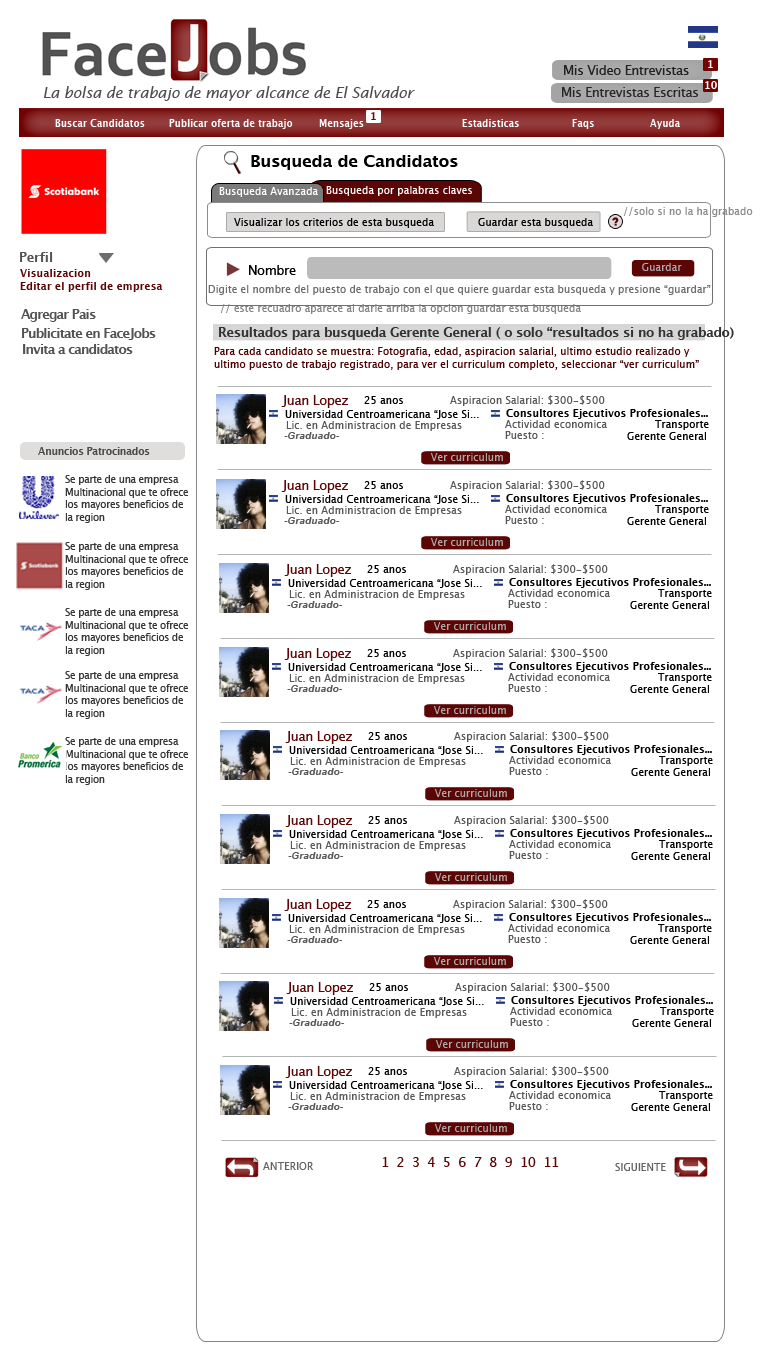 FaceJobs
La bolsa de trabajo de mayor alcance de El Salvador
Mis Video Entrevistas 1
Mis Entrevistas Escritas 10
Buscar Candidatos Publicar oferta de trabajo Mensajes 1 Estadisticas Faqs Ayuda
Scotiabank
Perfil
Visualizacion
Editar el perfil de empresa
Agregar Pais
Publicitate en FaceJobs
Invita a candidatos
Anuncios Patrocinados
Unilever
Se parte de una empresa
Multinacional que te ofrece
los mayores beneficios de
la region
Scotiabank
Se parte de una empresa
Multinacional que te ofrece
los mayores beneficios de
la region
TACA
Se parte de una empresa
Multinacional que te ofrece
los mayores beneficios de
la region
TACA
Se parte de una empresa
Multinacional que te ofrece
los mayores beneficios de
la region
Banco
Promerica
Se parte de una empresa
Multinacional que te ofrece
los mayores beneficios de
la region
Busqueda de Candidatos
Busqueda Avanzada Busqueda por palabras claves
Visualizar los criterios de esta busqueda Guardar esta busqueda ? //solo si no la ha grabado
Nombre Guardar
Digite el nombre del puesto de trabajo con el que quiere guardar esta busqueda y presione “guardar”
// este recuadro aparece al darle arriba la opcion guardar esta busqueda
Resultados para busqueda Gerente General ( o solo “resultados si no ha grabado)
Para cada candidato se muestra: Fotografia, edad, aspiracion salarial, ultimo estudio realizado y
ultimo puesto de trabajo registrado, para ver el curriculum completo, seleccionar “ver curriculum”
Juan Lopez 25 anos Aspiracion Salarial: $300-$500
Universidad Centroamericana “Jose Si... Consultores Ejecutivos Profesionales...
Lic. en Administracion de Empresas Actividad economica Transporte
-Graduado- Puesto : Gerente General
Ver curriculum
Juan Lopez 25 anos Aspiracion Salarial: $300-$500
Universidad Centroamericana “Jose Si... Consultores Ejecutivos Profesionales...
Lic. en Administracion de Empresas Actividad economica Transporte
-Graduado- Puesto : Gerente General
Ver curriculum
Juan Lopez 25 anos Aspiracion Salarial: $300-$500
Universidad Centroamericana “Jose Si... Consultores Ejecutivos Profesionales...
Lic. en Administracion de Empresas Actividad economica Transporte
-Graduado- Puesto : Gerente General
Ver curriculum
Juan Lopez 25 anos Aspiracion Salarial: $300-$500
Universidad Centroamericana “Jose Si... Consultores Ejecutivos Profesionales...
Lic. en Administracion de Empresas Actividad economica Transporte
-Graduado- Puesto : Gerente General
Ver curriculum
Juan Lopez 25 anos Aspiracion Salarial: $300-$500
Universidad Centroamericana “Jose Si... Consultores Ejecutivos Profesionales...
Lic. en Administracion de Empresas Actividad economica Transporte
-Graduado- Puesto : Gerente General
Ver curriculum
Juan Lopez 25 anos Aspiracion Salarial: $300-$500
Universidad Centroamericana “Jose Si... Consultores Ejecutivos Profesionales...
Lic. en Administracion de Empresas Actividad economica Transporte
-Graduado- Puesto : Gerente General
Ver curriculum
Juan Lopez 25 anos Aspiracion Salarial: $300-$500
Universidad Centroamericana “Jose Si... Consultores Ejecutivos Profesionales...
Lic. en Administracion de Empresas Actividad economica Transporte
-Graduado- Puesto : Gerente General
Ver curriculum
Juan Lopez 25 anos Aspiracion Salarial: $300-$500
Universidad Centroamericana “Jose Si... Consultores Ejecutivos Profesionales...
Lic. en Administracion de Empresas Actividad economica Transporte
-Graduado- Puesto : Gerente General
Ver curriculum
Juan Lopez 25 anos Aspiracion Salarial: $300-$500
Universidad Centroamericana “Jose Si... Consultores Ejecutivos Profesionales...
Lic. en Administracion de Empresas Actividad economica Transporte
-Graduado- Puesto : Gerente General
Ver curriculum
ANTERIOR 1 2 3 4 5 6 7 8 9 10 11 SIGUIENTE